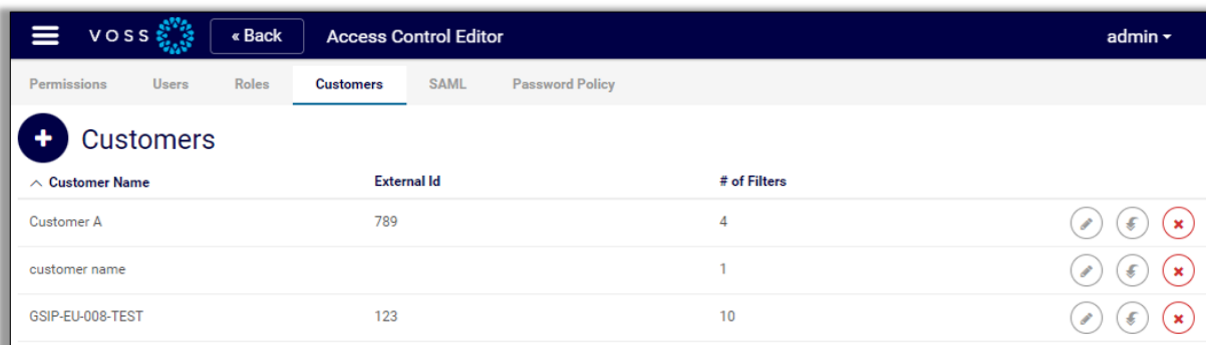 VOSS « Back Access Control Editor admin
Permissions Users Roles Customers SAML Password Policy
Customers
Customer Name External Id # of Filters
Customer A 789 4
customer name 1
GSIP-EU-008-TEST 123 10